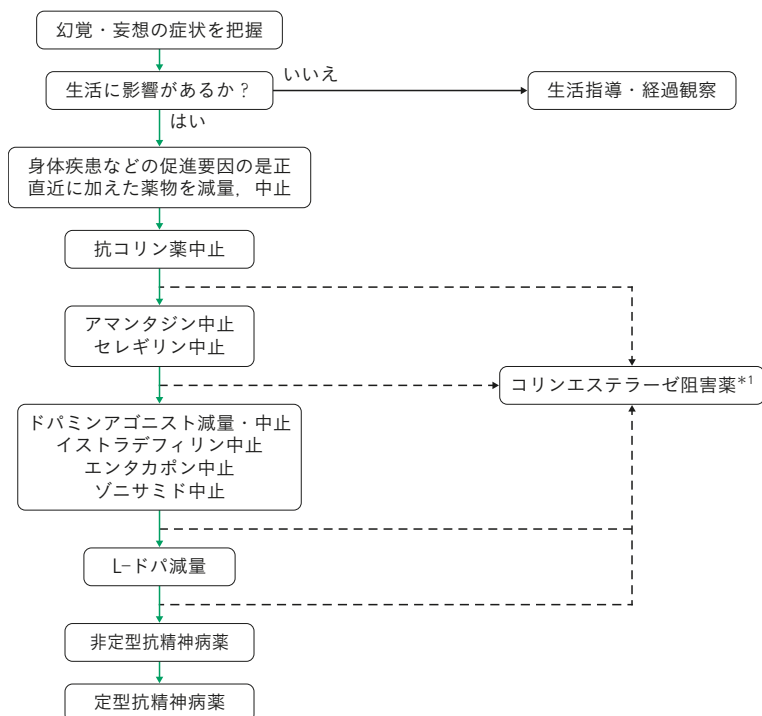 幻覚・妄想の症状を把握
生活に影響があるか？
いいえ
生活指導・経過観察
はい
身体疾患などの促進要因の是正
直近に加えた薬物を減量，中止
抗コリン薬中止
アマンタジン中止
セレギリン中止
コリンエステラーゼ阻害薬*1
ドパミンアゴニスト減量・中止
イストラデフィリン中止
エンタカポン中止
ゾニサミド中止
L-ドパ減量
非定型抗精神病薬
定型抗精神病薬